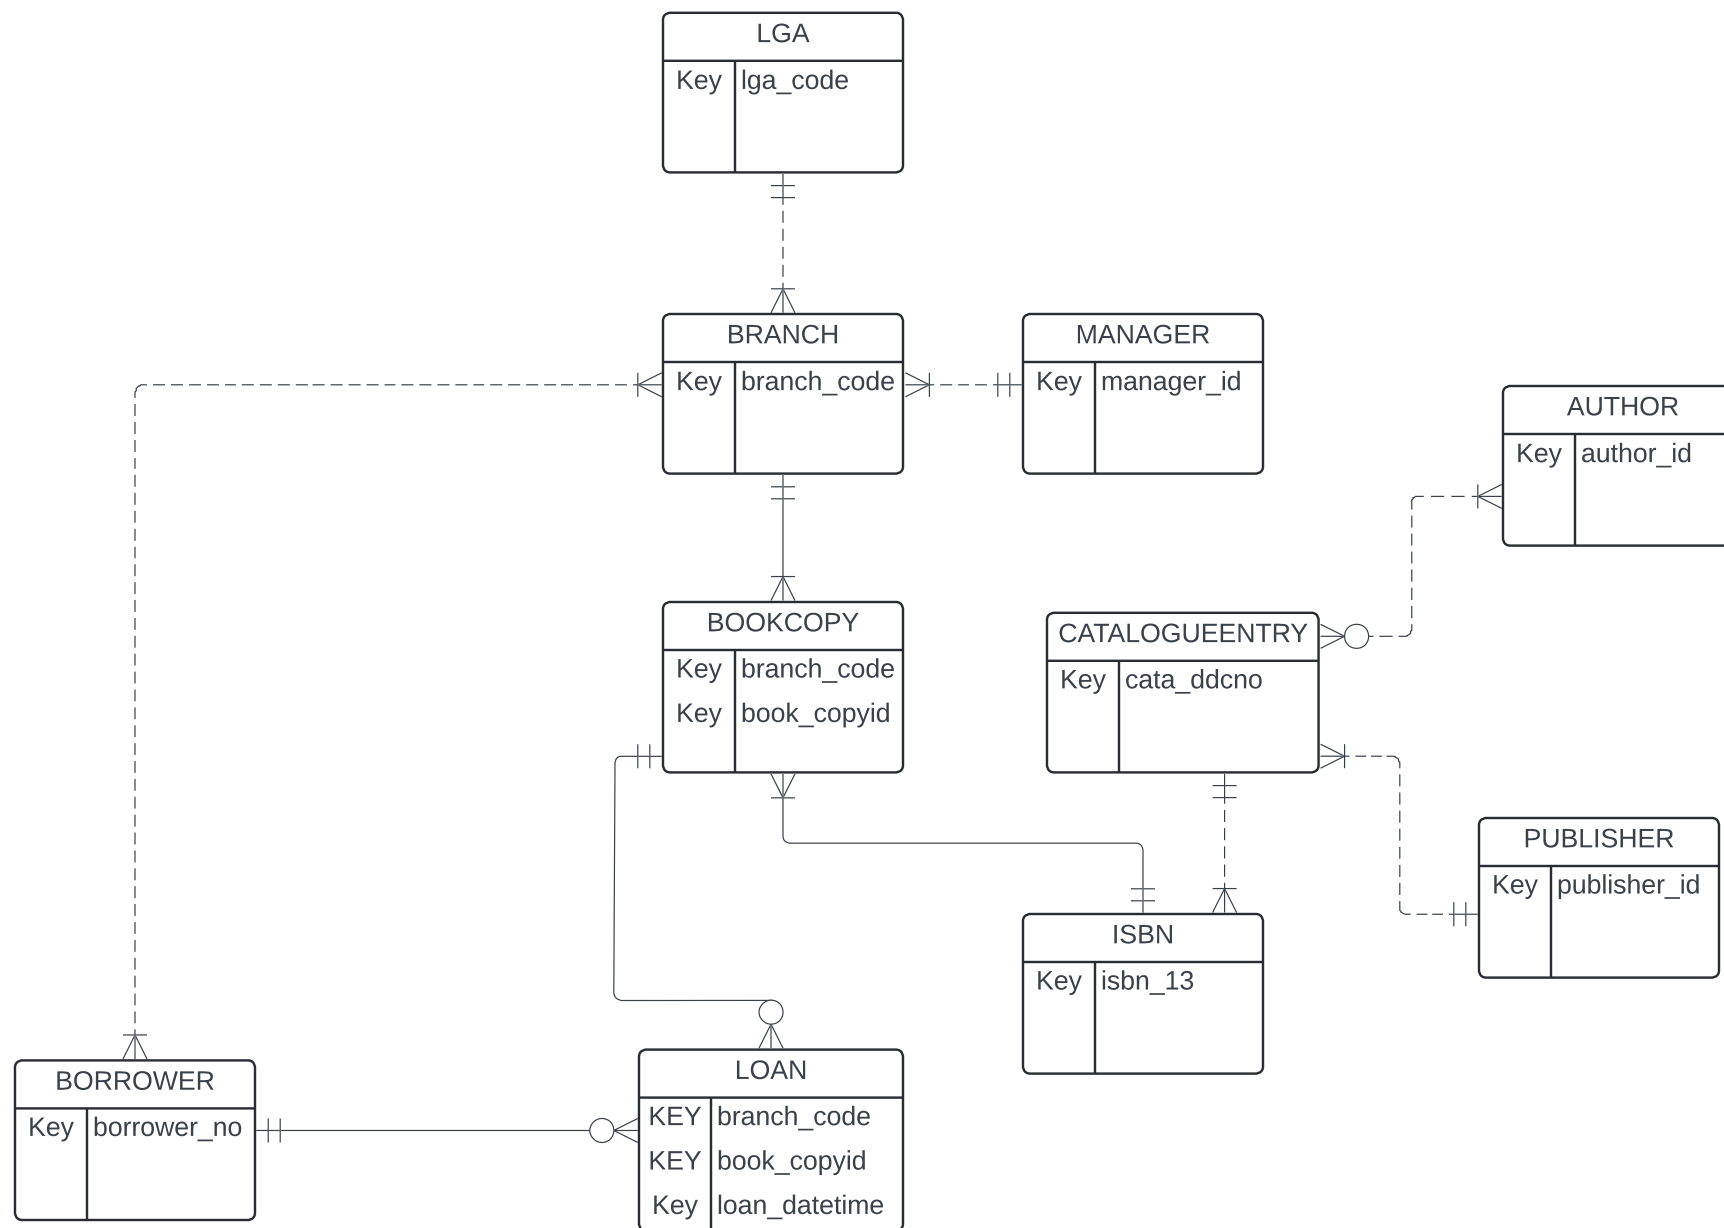 LGA
Key lga_code
BRANCH
Key branch_code
MANAGER
Key manager_id
AUTHOR
Key author_id
BOOKCOPY
Key branch_code
Key book_copyid
CATALOGUEENTRY
Key cata_ddcno
PUBLISHER
Key publisher_id
ISBN
Key isbn_13
BORROWER
Key borrower_no
LOAN
KEY branch_code
KEY book_copyid
Key loan_datetime